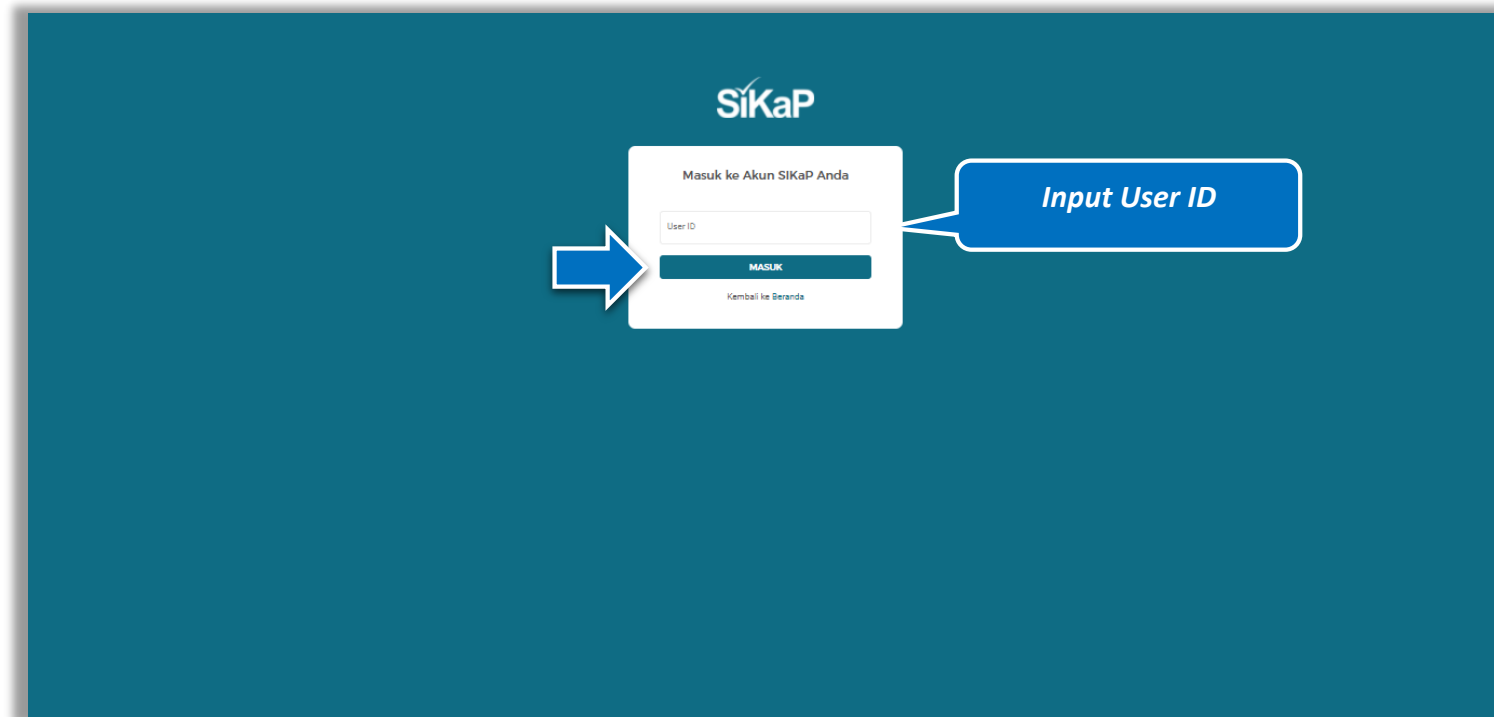 SiKaP
Masuk ke Akun SIKaP Anda
Input User ID
User ID
MASUK
Kembali ke Beranda